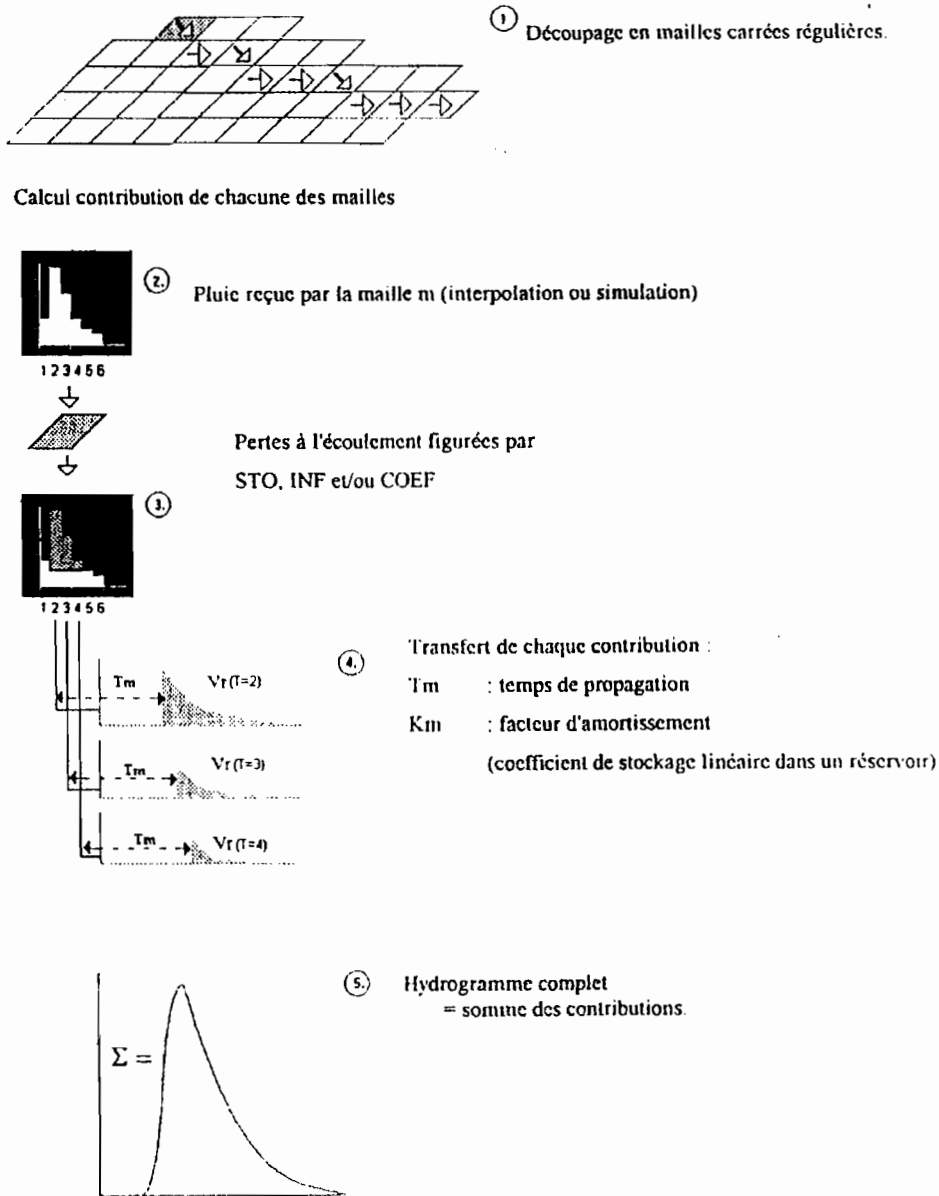 1 Découpage en mailles carrées régulières.
Calcul contribution de chacune des mailles
2. Pluie reçue par la maille m (interpolation ou simulation)
1 2 3 4 5 6
Pertes à l'écoulement figurées par
STO, INF et/ou COEF
3.
1 2 3 4 5 6
4. Transfert de chaque contribution :
Tm : temps de propagation
Km : facteur d'amortissement
(coefficient de stockage linéaire dans un réservoir)
Tm Vr (T=2)
Tm Vr (T=3)
Tm Vr (T=4)
5. Hydrogramme complet
= somme des contributions.
Σ =